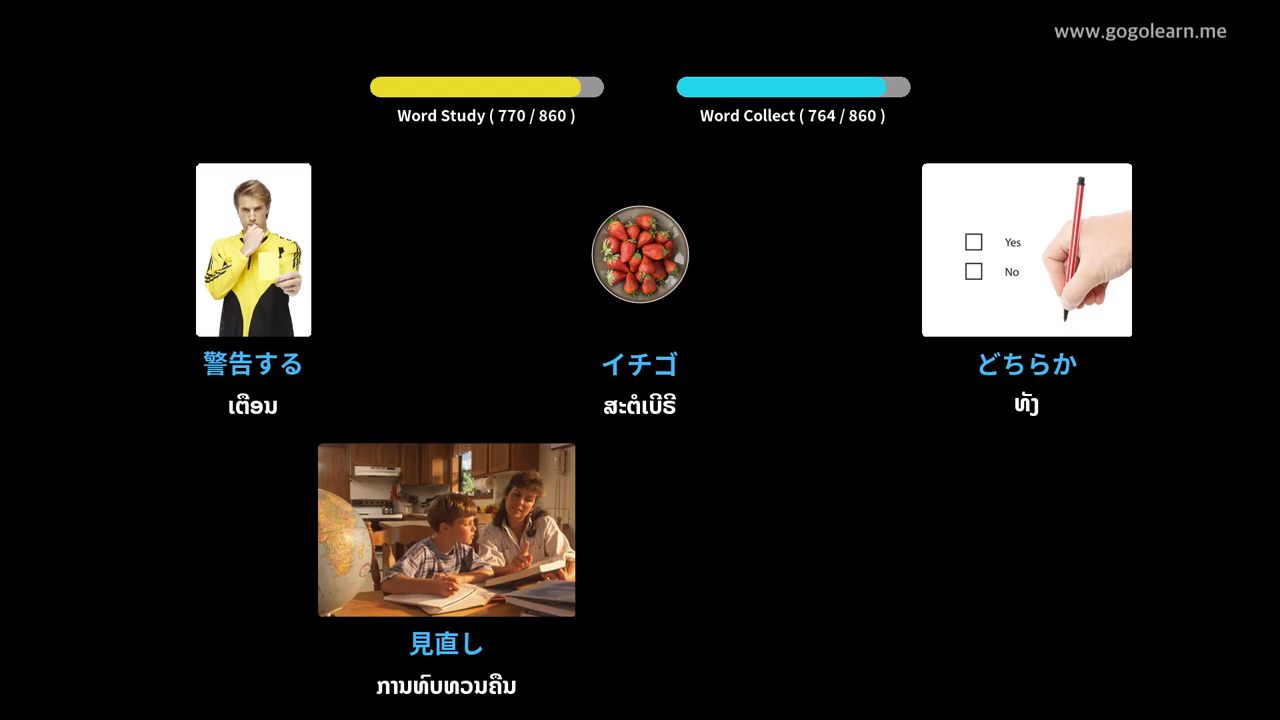 www.gogolearn.me
Word Study ( 770 / 860 )
Word Collect ( 764 / 860 )
Yes
No
警告する
イチゴ
どちらか
ເຕືອນ
ສະຕໍເບີຣີ
ທັງ
見直し
ການທົບທວນຄືນ